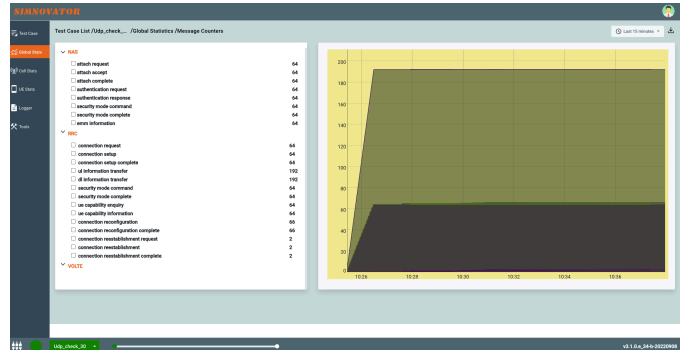 SIMNOVATOR
Test Case
Global Stats
Cell Stats
UE Stats
Logger
Tools
Test Case List /Udp_check_... /Global Statistics /Message Counters
Last 15 minutes
NAS
attach request 64
attach accept 64
attach complete 64
authentication request 64
authentication response 64
security mode command 64
security mode complete 64
emm information 64
RRC
connection request 64
connection setup 64
connection setup complete 64
ul information transfer 192
dl information transfer 192
security mode command 64
security mode complete 64
ue capability enquiry 64
ue capability information 64
connection reconfiguration 66
connection reconfiguration complete 66
connection reestablishment request 2
connection reestablishment 2
connection reestablishment complete 2
VOLTE
200
180
160
140
120
100
80
60
40
20
0
10:26 10:28 10:30 10:32 10:34 10:36
Udp_check_30
v3.1.0.e_24-b-20220908